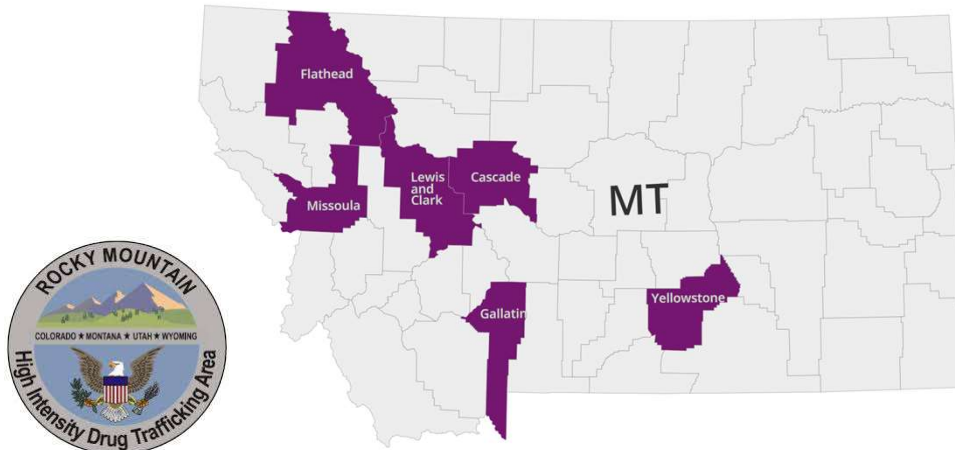 Flathead
Lewis
and
Clark
Cascade
Missoula
MT
Gallatin
Yellowstone
ROCKY MOUNTAIN
COLORADO ★ MONTANA ★ UTAH ★ WYOMING
High Intensity Drug Trafficking Area